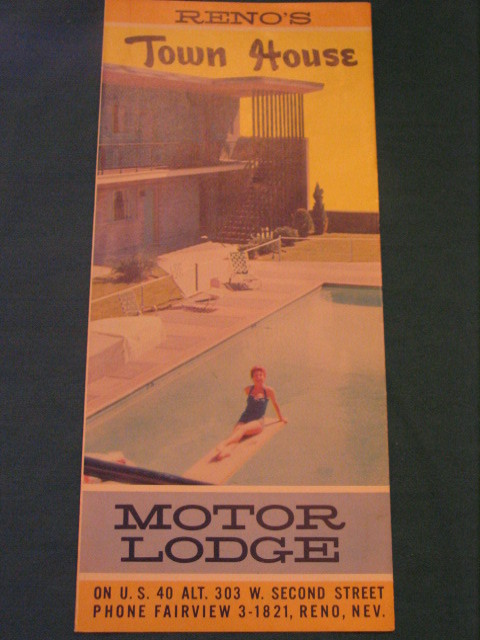 RENO'S
Town House
MOTOR
LODGE
ON U.S. 40 ALT. 303 W. SECOND STREET
PHONE FAIRVIEW 3-1821, RENO, NEV.